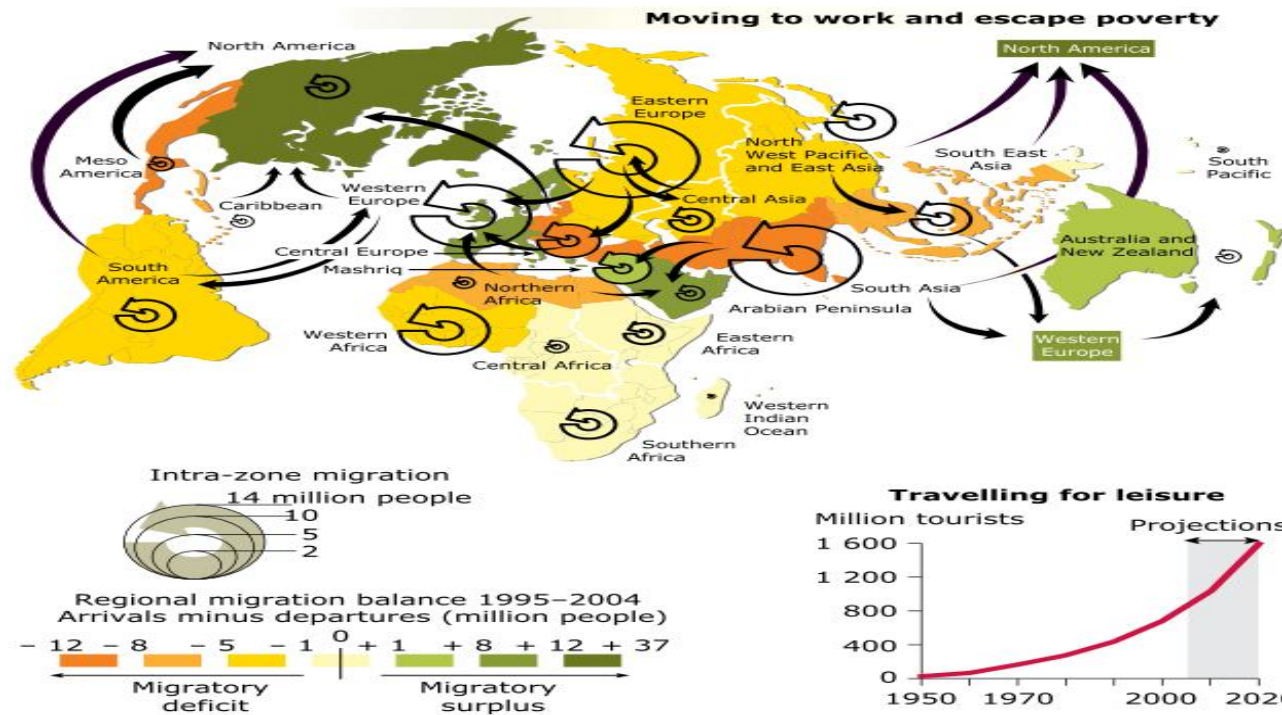 Moving to work and escape poverty
North America
North America
Eastern
Europe
North
West Pacific
and East Asia
South East
Asia
South
Pacific
Meso
America
Western
Europe
Caribbean
Central Asia
Central Europe
Mashriq
Australia and
New Zealand
South
America
Northern
Africa
South Asia
Arabian Peninsula
Western
Africa
Eastern
Africa
Western
Europe
Central Africa
Western
Indian
Ocean
Southern
Africa
Intra-zone migration
14 million people
10
5
2
Regional migration balance 1995–2004
Arrivals minus departures (million people)
0
– 12 – 8 – 5 – 1 + 1 + 8 + 12 + 37
Migratory
deficit
Migratory
surplus
Travelling for leisure
Million tourists
Projections
1 600
1 200
800
400
0
1950 1970 2000 2020